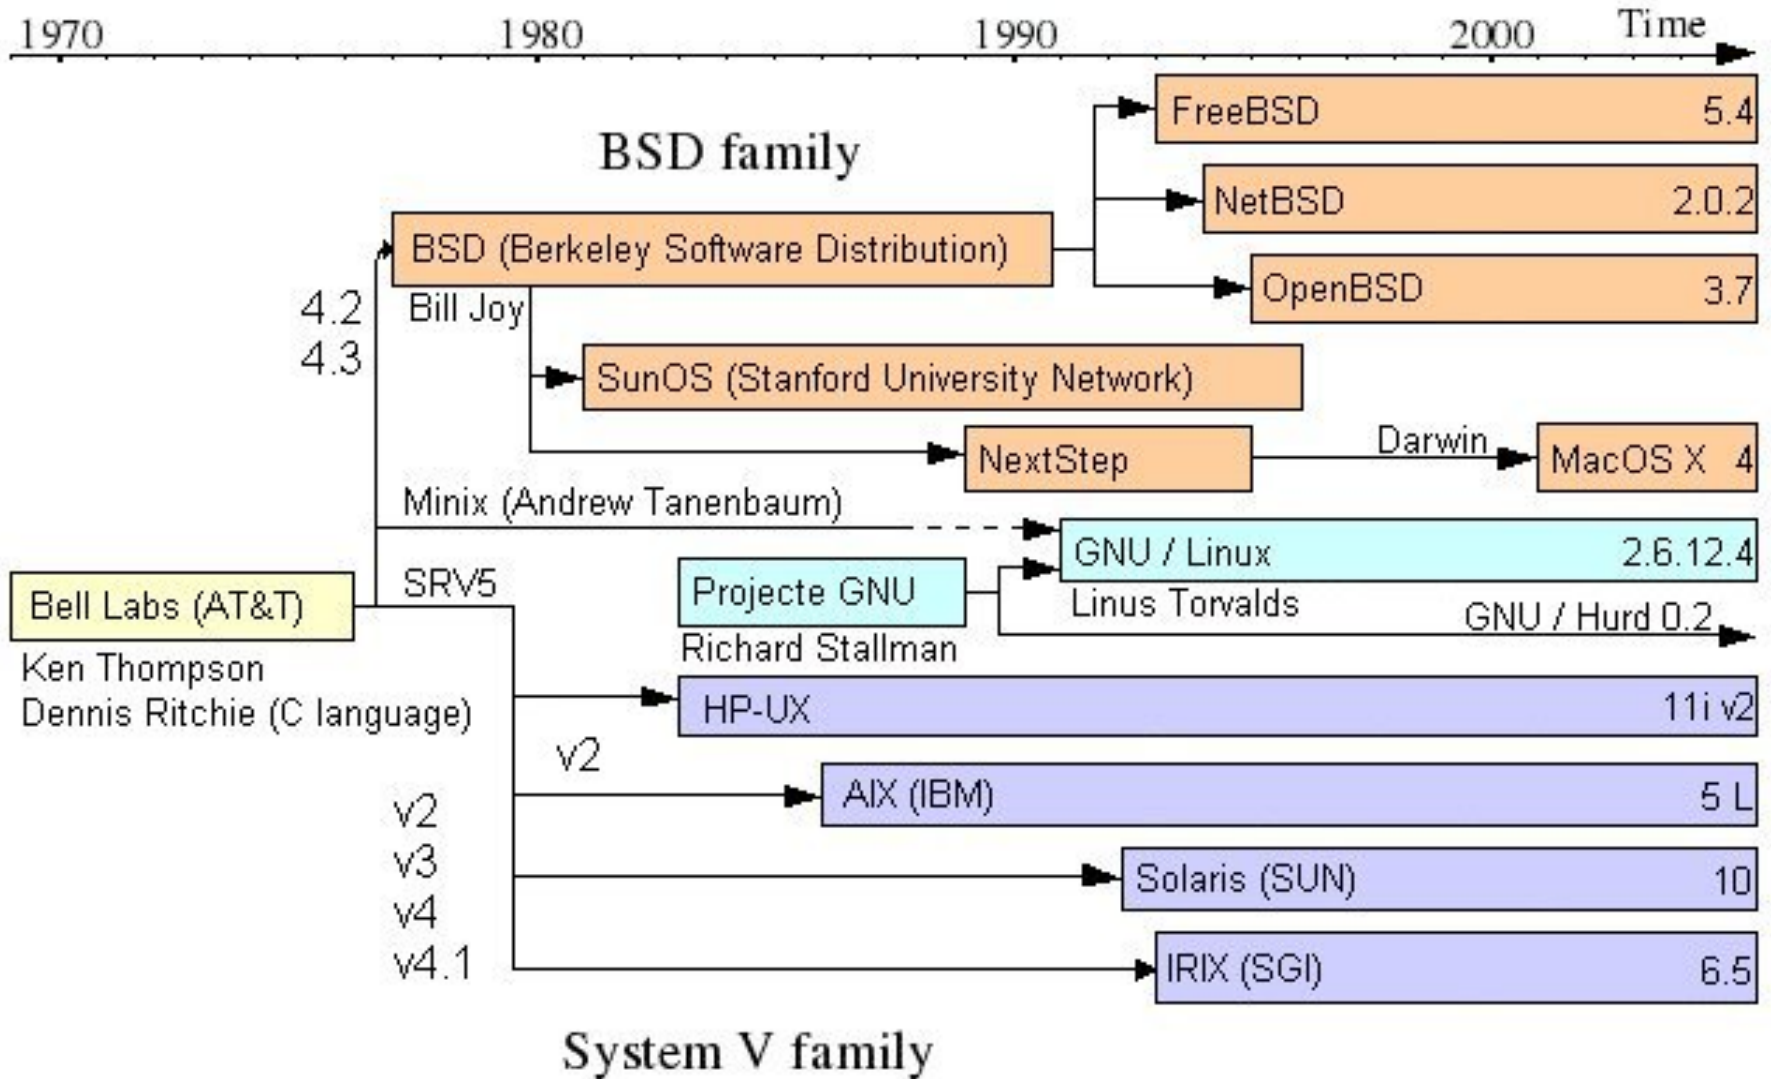 1970 1980 1990 2000 Time
FreeBSD 5.4
BSD family
NetBSD 2.0.2
BSD (Berkeley Software Distribution)
OpenBSD 3.7
4.2 Bill Joy
4.3
SunOS (Stanford University Network)
Darwin
NextStep MacOS X 4
Minix (Andrew Tanenbaum)
GNU / Linux 2.6.12.4
SRV5
Projecte GNU
Bell Labs (AT&T)
Linus Torvalds
GNU / Hurd 0.2
Richard Stallman
Ken Thompson
Dennis Ritchie (C language)
HP-UX 11i v2
v2
AIX (IBM) 5 L
v2
v3
Solaris (SUN) 10
v4
v4.1
IRIX (SGI) 6.5
System V family